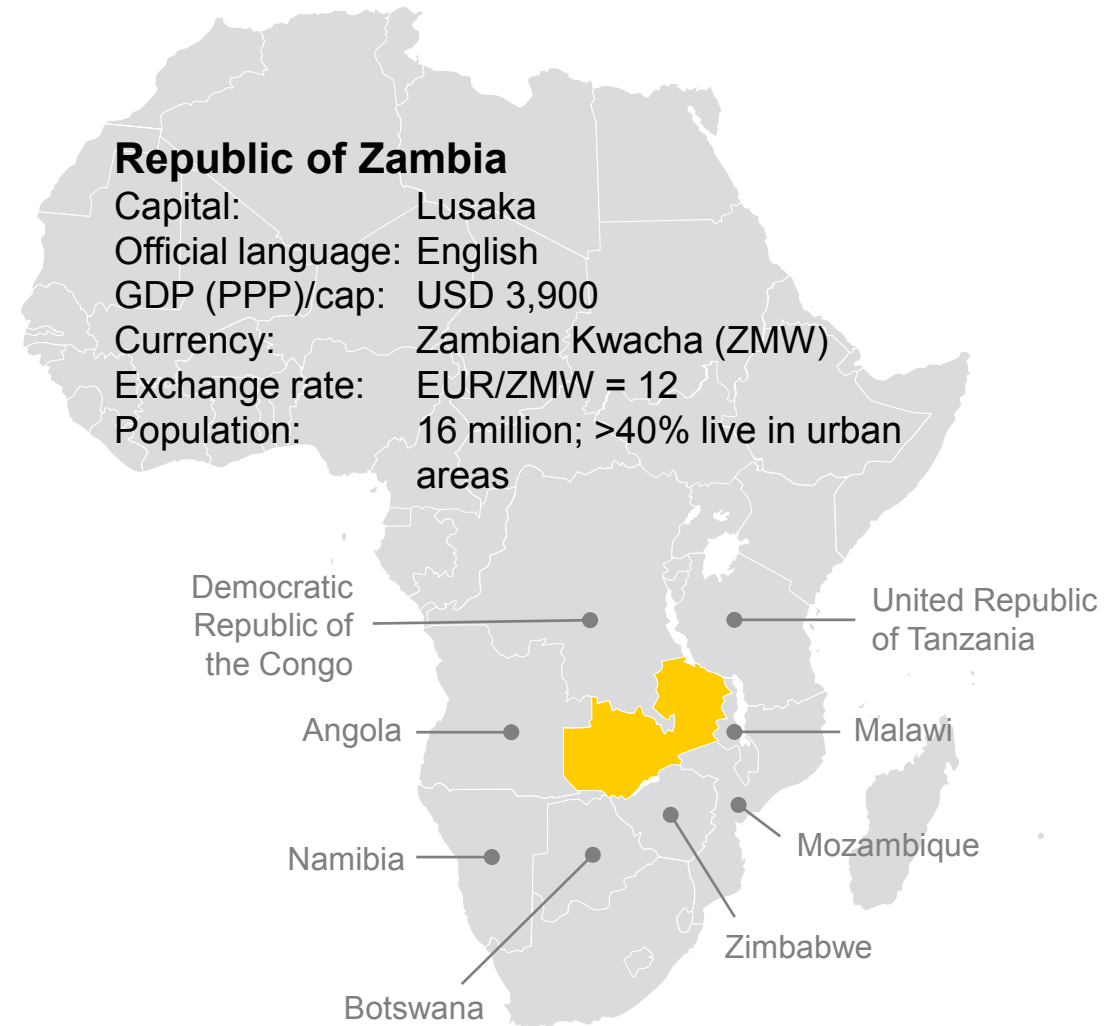 Republic of Zambia
Capital: Lusaka
Official language: English
GDP (PPP)/cap: USD 3,900
Currency: Zambian Kwacha (ZMW)
Exchange rate: EUR/ZMW = 12
Population: 16 million; >40% live in urban
areas
Democratic
Republic of
the Congo
United Republic
of Tanzania
Angola
Malawi
Namibia
Mozambique
Zimbabwe
Botswana